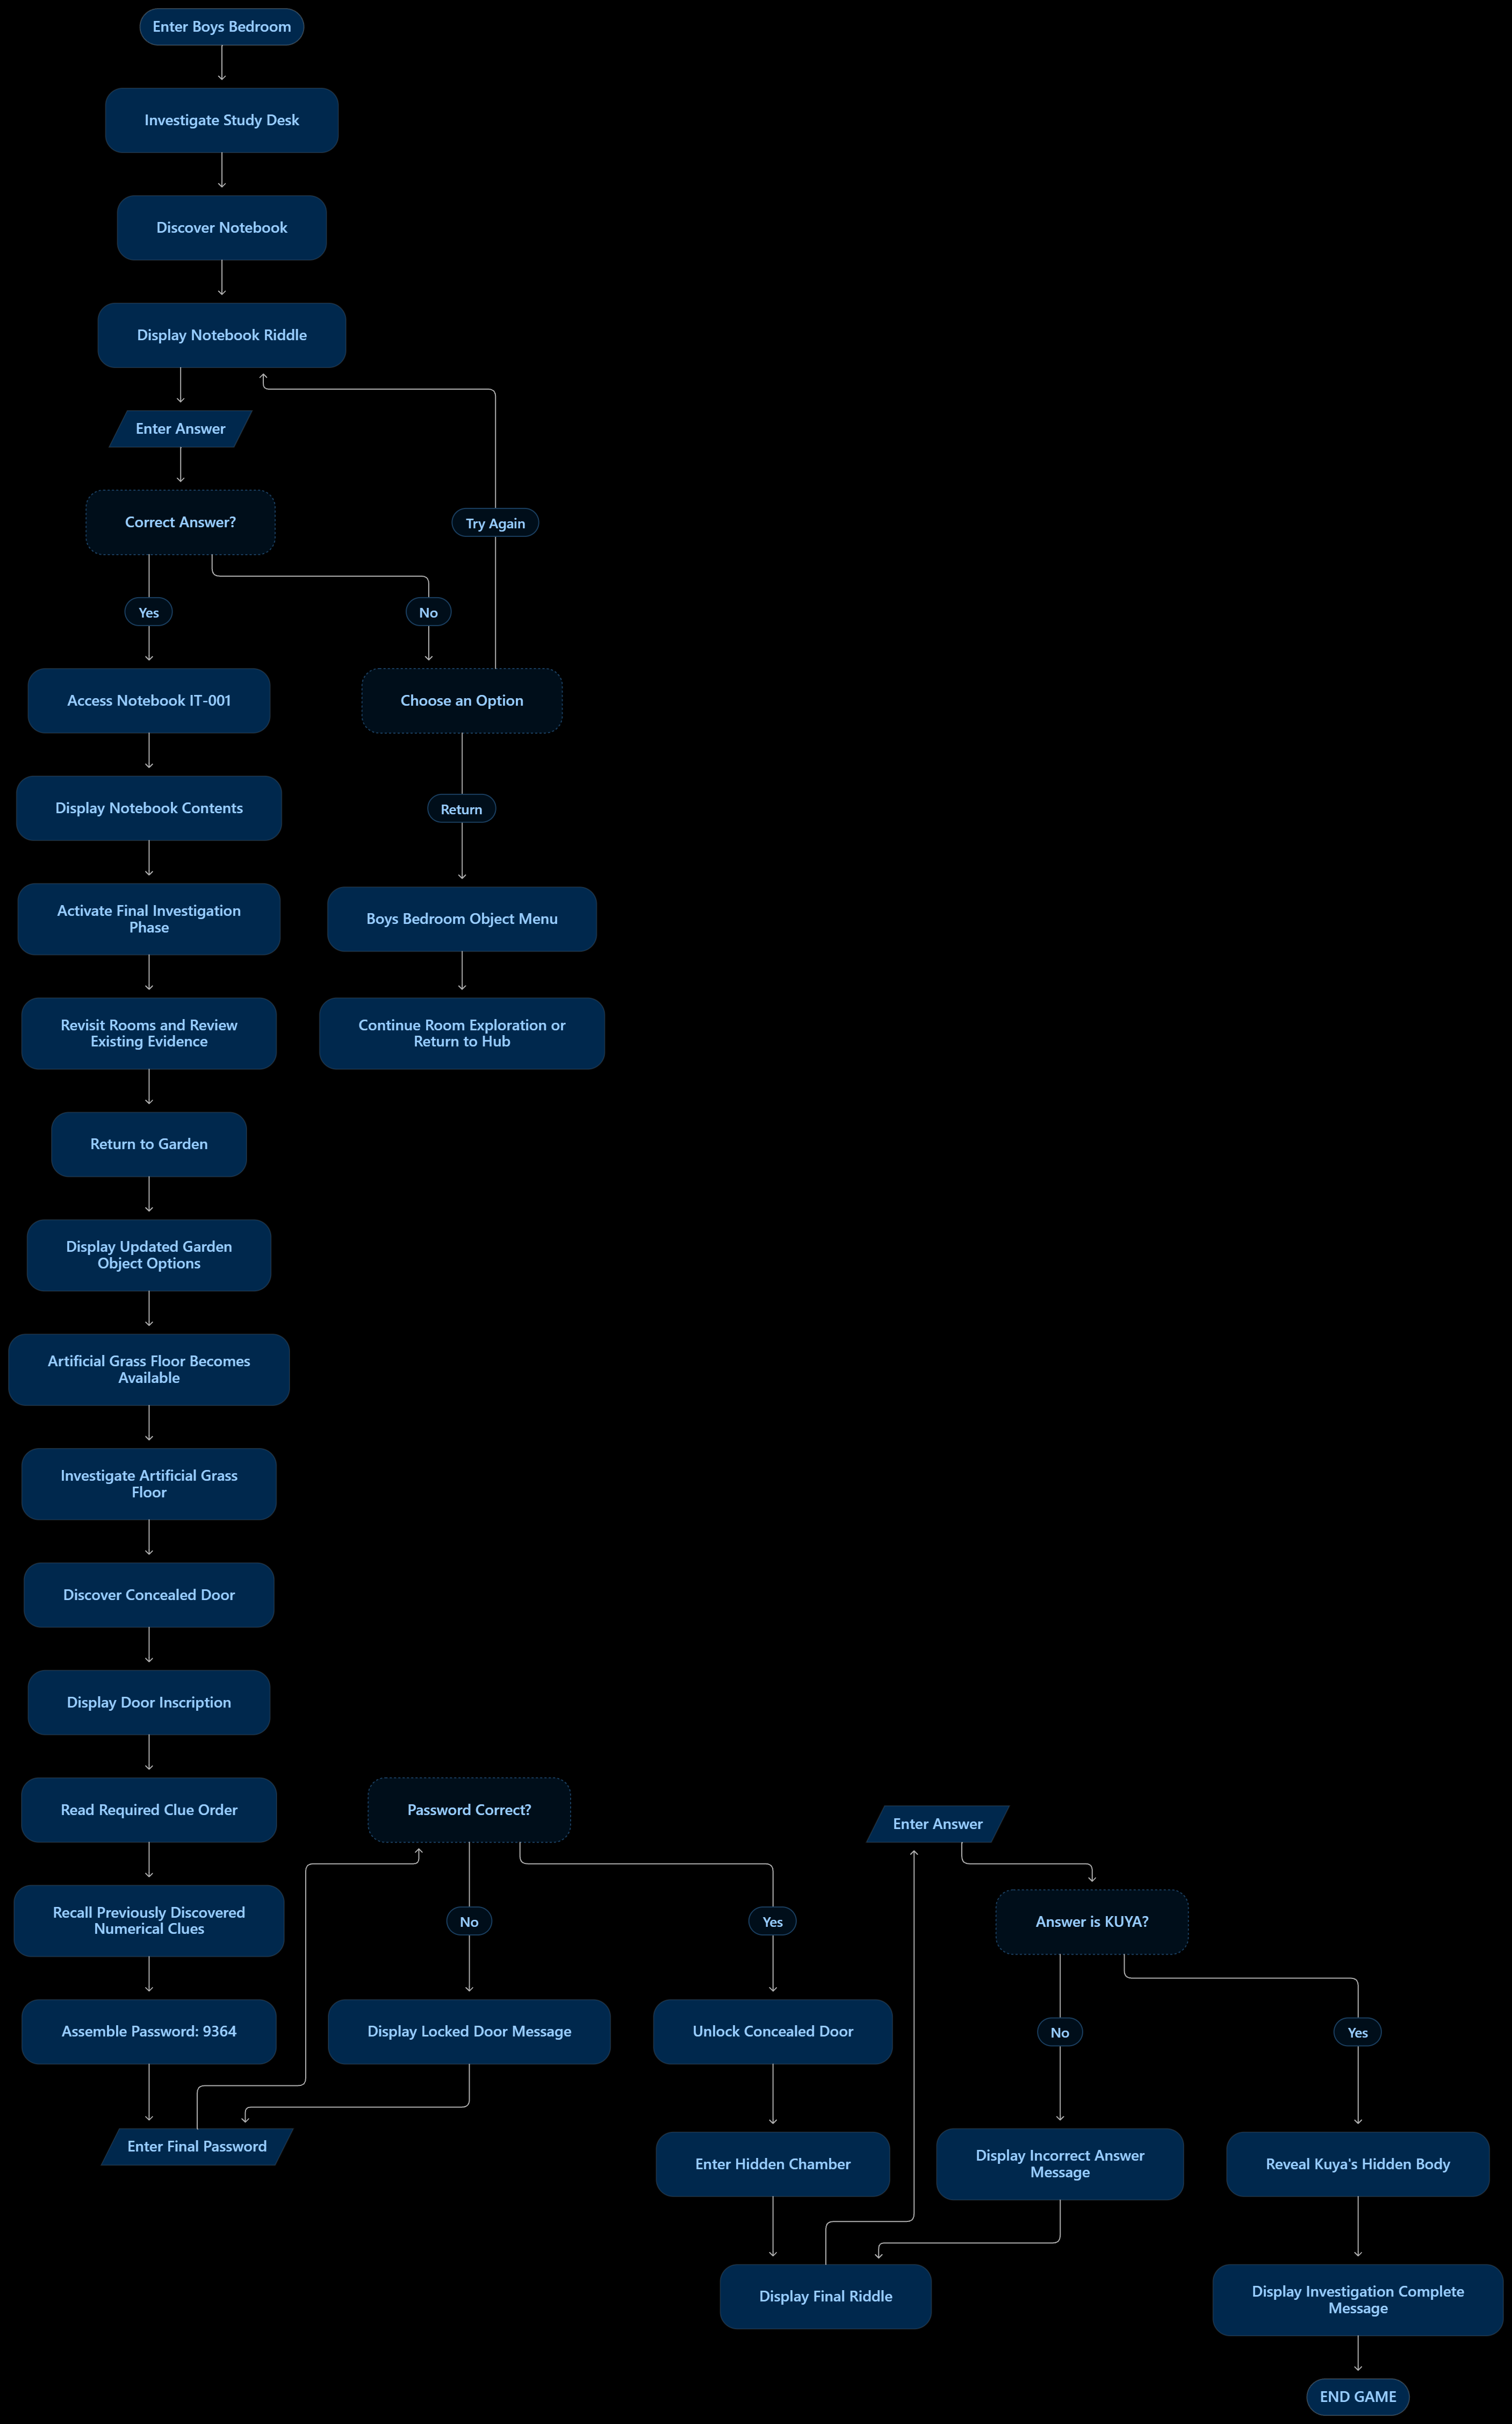 Enter Boys Bedroom
Investigate Study Desk
Discover Notebook
Display Notebook Riddle
Enter Answer
Correct Answer?
Try Again
Yes
No
Access Notebook IT-001
Choose an Option
Display Notebook Contents
Return
Activate Final Investigation
Phase
Boys Bedroom Object Menu
Revisit Rooms and Review
Existing Evidence
Continue Room Exploration or
Return to Hub
Return to Garden
Display Updated Garden
Object Options
Artificial Grass Floor Becomes
Available
Investigate Artificial Grass
Floor
Discover Concealed Door
Display Door Inscription
Read Required Clue Order
Password Correct?
Enter Answer
Recall Previously Discovered
Numerical Clues
No
Yes
Answer is KUYA?
Assemble Password: 9364
Display Locked Door Message
Unlock Concealed Door
No
Yes
Enter Final Password
Enter Hidden Chamber
Display Incorrect Answer
Message
Reveal Kuya's Hidden Body
Display Final Riddle
Display Investigation Complete
Message
END GAME